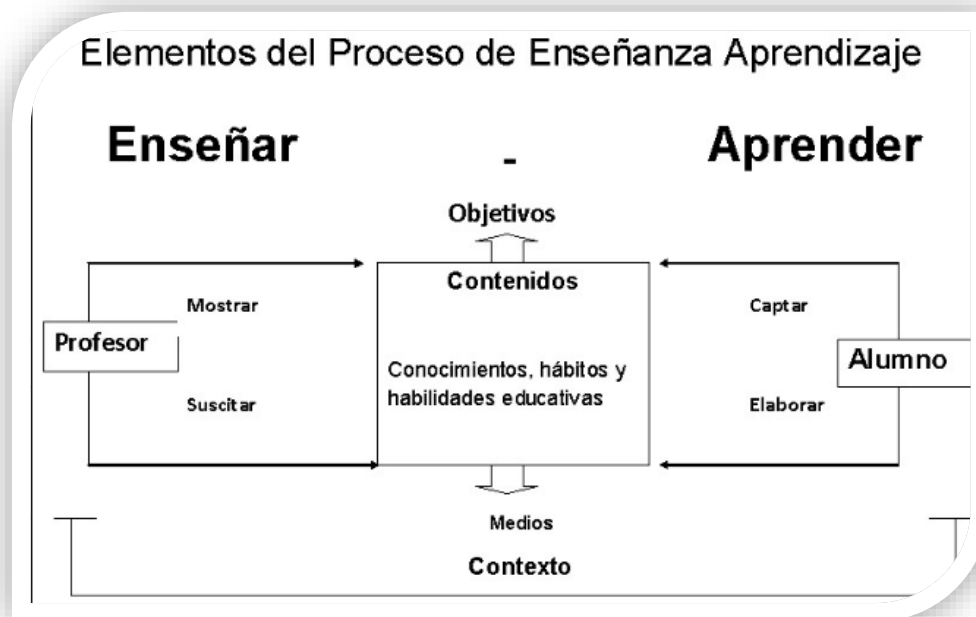 Elementos del Proceso de Enseñanza Aprendizaje
Enseñar - Aprender
Objetivos
Contenidos
Mostrar
Captar
Profesor
Alumno
Conocimientos, hábitos y
habilidades educativas
Suscitar
Elaborar
Medios
Contexto